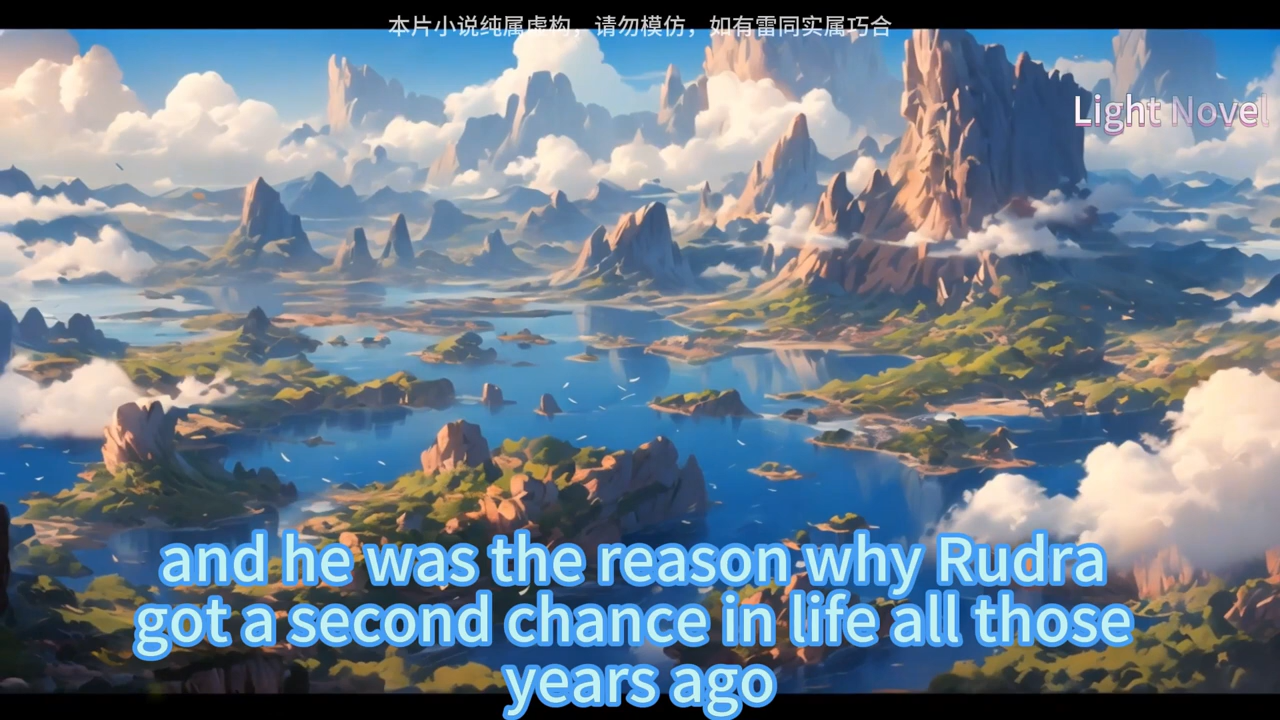 本片小说纯属虚构，请勿模仿，如有雷同实属巧合
Light Novel
and he was the reason why Rudra
got a second chance in life all those
years ago